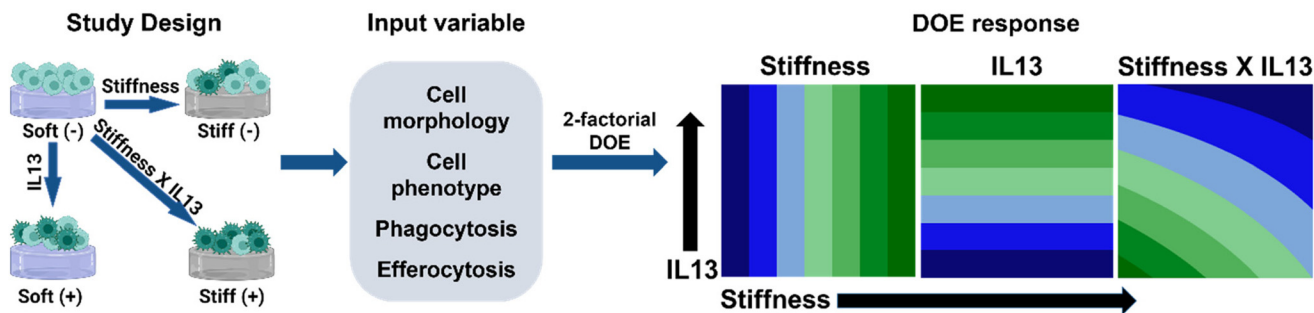 Study Design
Stiffness
Soft (-)
Stiff (-)
IL13
Stiffness X IL13
Soft (+)
Stiff (+)
Input variable
Cell
morphology
Cell
phenotype
Phagocytosis
Efferocytosis
2-factorial
DOE
DOE response
Stiffness
IL13
Stiffness X IL13
IL13
Stiffness